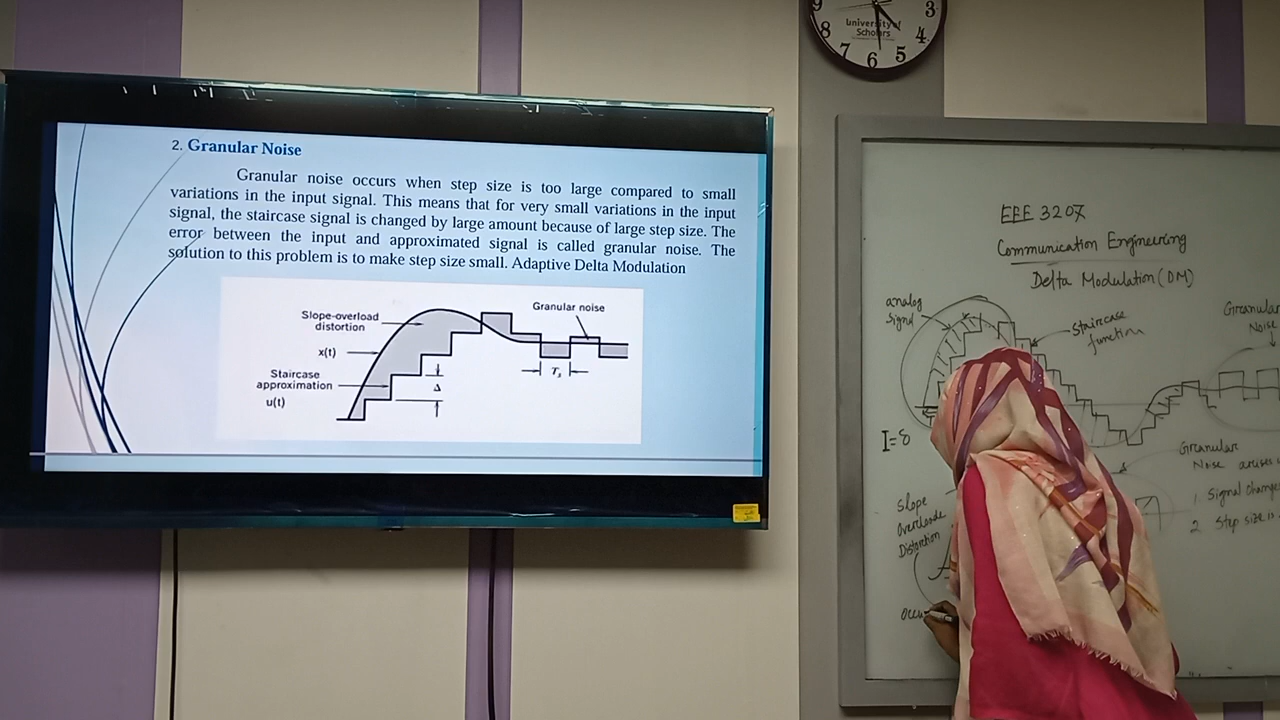 2. Granular Noise
Granular noise occurs when step size is too large compared to small
variations in the input signal. This means that for very small variations in the input
signal, the staircase signal is changed by large amount because of large step size. The
error between the input and approximated signal is called granular noise. The
solution to this problem is to make step size small. Adaptive Delta Modulation
Granular noise
Slope-overload
distortion
x(t)
Staircase
approximation
u(t)
Δ
Ts
9
8
7
6
5
4
3
University of
Scholars
EEE 3207
Communication Engineering
Delta Modulation (DM)
analog
signal
Staircase
function
Granular
Noise
I=8
Granular
Noise arises
1. Signal change
2 Step size is
Slope
Overloade
Distortion
occu